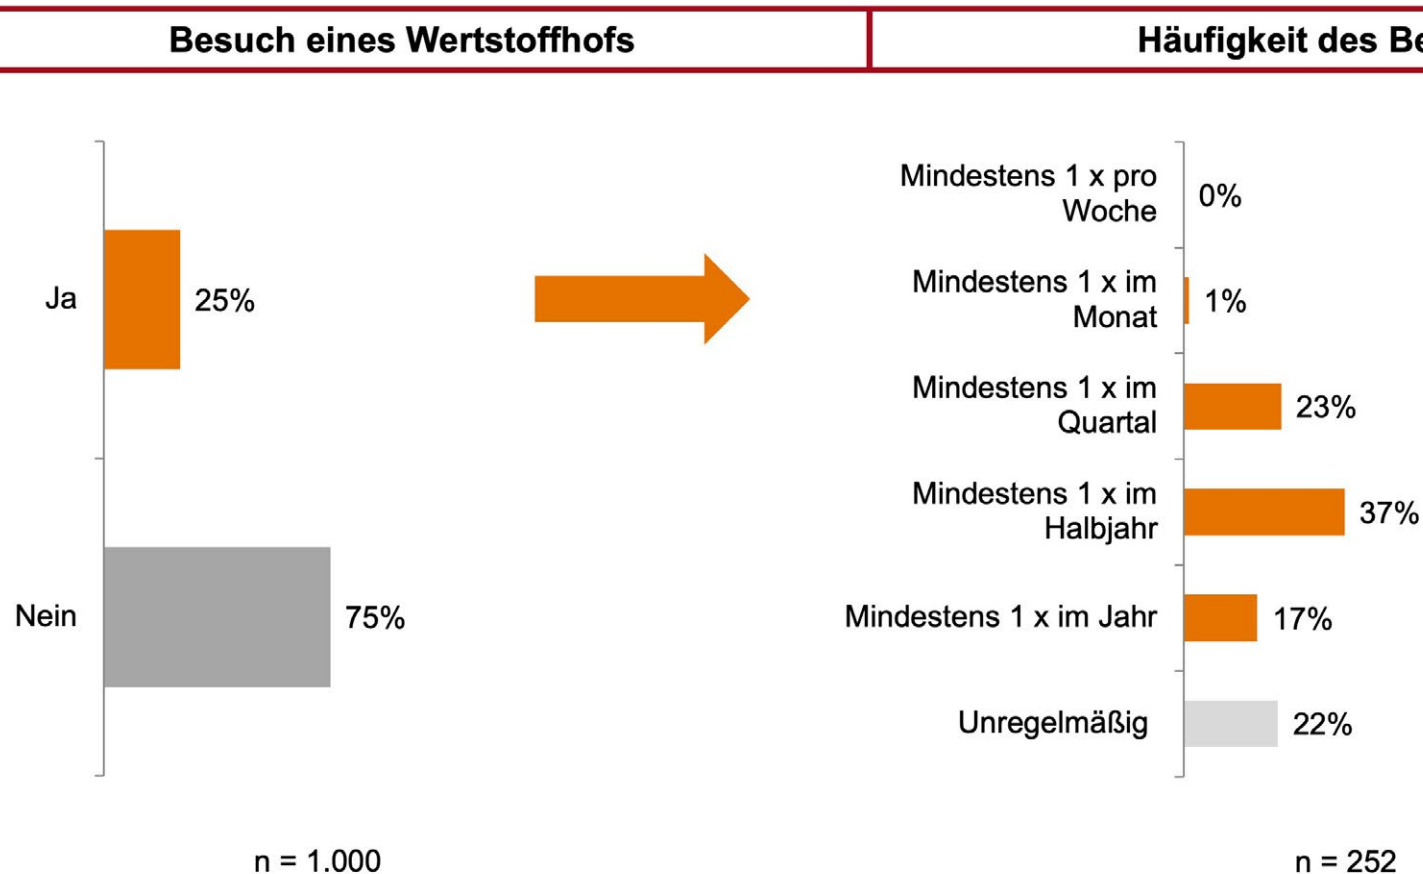 Besuch eines Wertstoffhofs
Häufigkeit des Be
Ja
25%
Nein
75%
n = 1.000
Mindestens 1 x pro
Woche
0%
Mindestens 1 x im
Monat
1%
Mindestens 1 x im
Quartal
23%
Mindestens 1 x im
Halbjahr
37%
Mindestens 1 x im Jahr
17%
Unregelmäßig
22%
n = 252